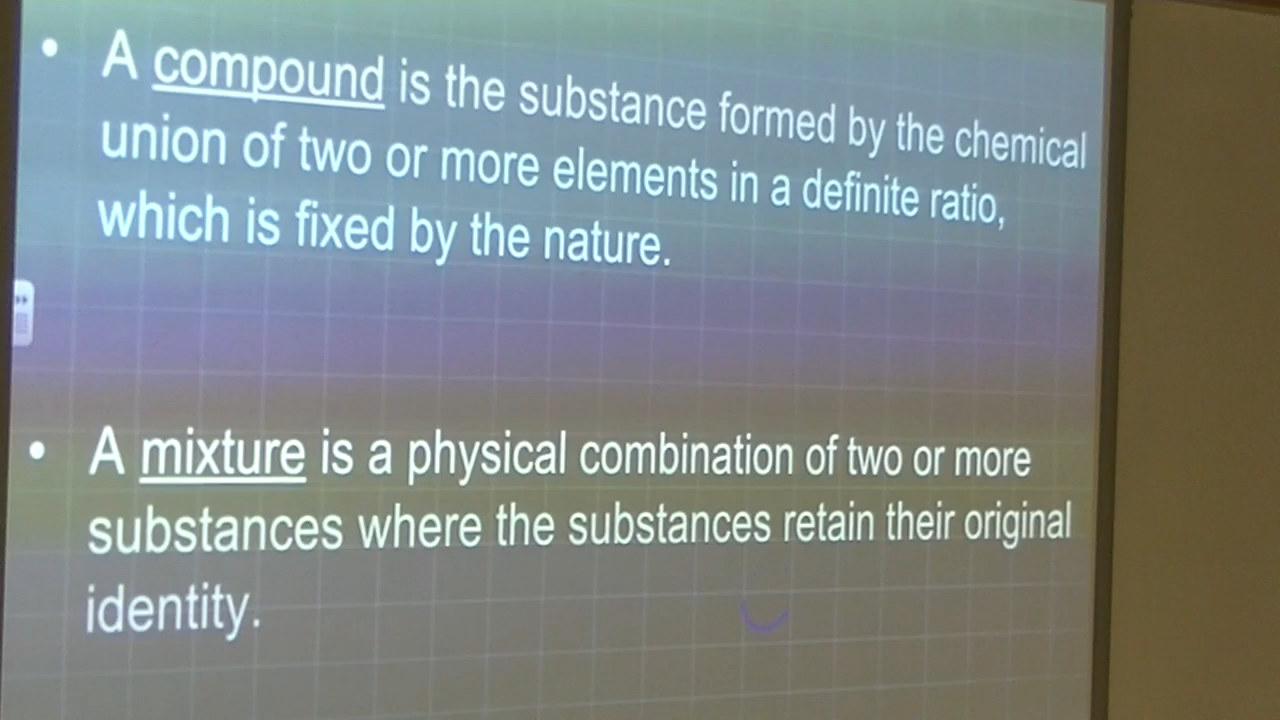 • A compound is the substance formed by the chemical
union of two or more elements in a definite ratio,
which is fixed by the nature.
• A mixture is a physical combination of two or more
substances where the substances retain their original
identity.